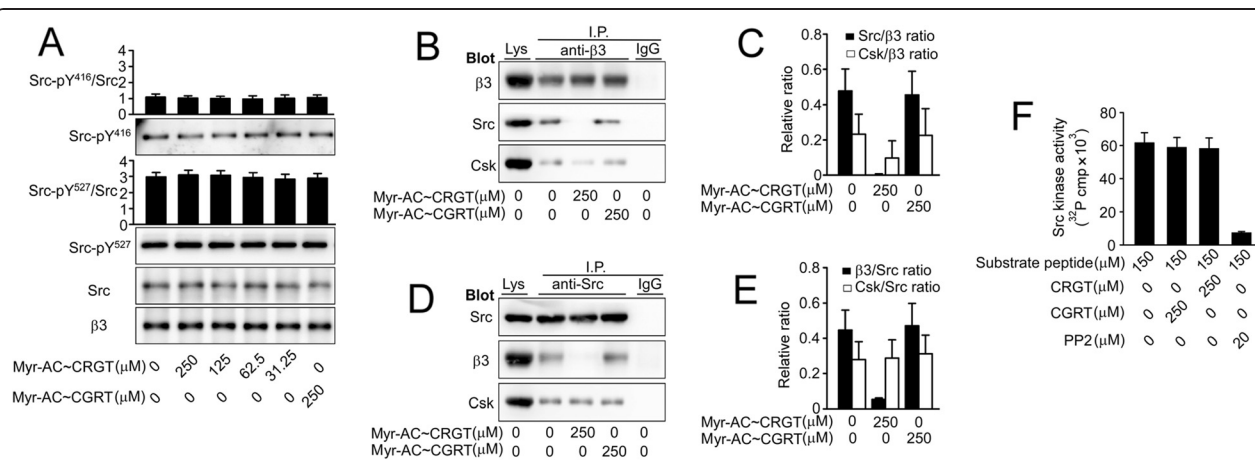 A
4
3
Src-pY416/Src2
1
0
Src-pY416
4
3
Src-pY527/Src2
1
0
Src-pY527
Src
β3
Myr-AC~CRGT(μM) 0 250 125 62.5 31.25 0
Myr-AC~CGRT(μM) 0 0 0 0 0 250
B
I.P.
Lys anti-β3 IgG
Blot
β3
Src
Csk
Myr-AC~CRGT(μM) 0 0 250 0 0
Myr-AC~CGRT(μM) 0 0 0 250 0
C
Src/β3 ratio
Csk/β3 ratio
Relative ratio
0.8
0.6
0.4
0.2
0
Myr-AC~CRGT(μM) 0 250 0
Myr-AC~CGRT(μM) 0 0 250
D
I.P.
Lys anti-Src IgG
Blot
Src
β3
Csk
Myr-AC~CRGT(μM) 0 0 250 0 0
Myr-AC~CGRT(μM) 0 0 0 250 0
E
β3/Src ratio
Csk/Src ratio
Relative ratio
0.8
0.6
0.4
0.2
0
Myr-AC~CRGT(μM) 0 250 0
Myr-AC~CGRT(μM) 0 0 250
F
Src kinase activity
(32P cmp×103)
80
60
40
20
0
Substrate peptide(μM) 150 150 150 150
CRGT(μM) 0 0 250 0
CGRT(μM) 0 250 0 0
PP2(μM) 0 0 0 20